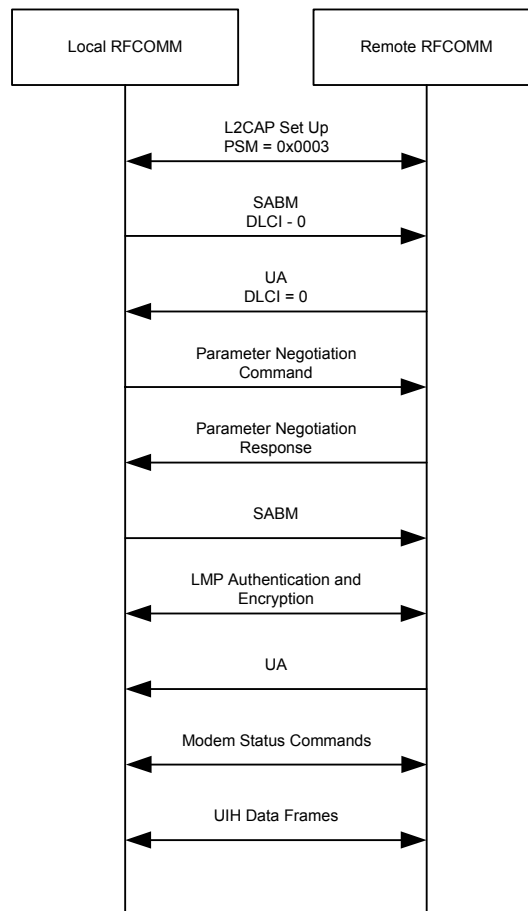 Local RFCOMM
Remote RFCOMM
L2CAP Set Up
PSM = 0x0003
SABM
DLCI - 0
UA
DLCI = 0
Parameter Negotiation
Command
Parameter Negotiation
Response
SABM
LMP Authentication and
Encryption
UA
Modem Status Commands
UIH Data Frames